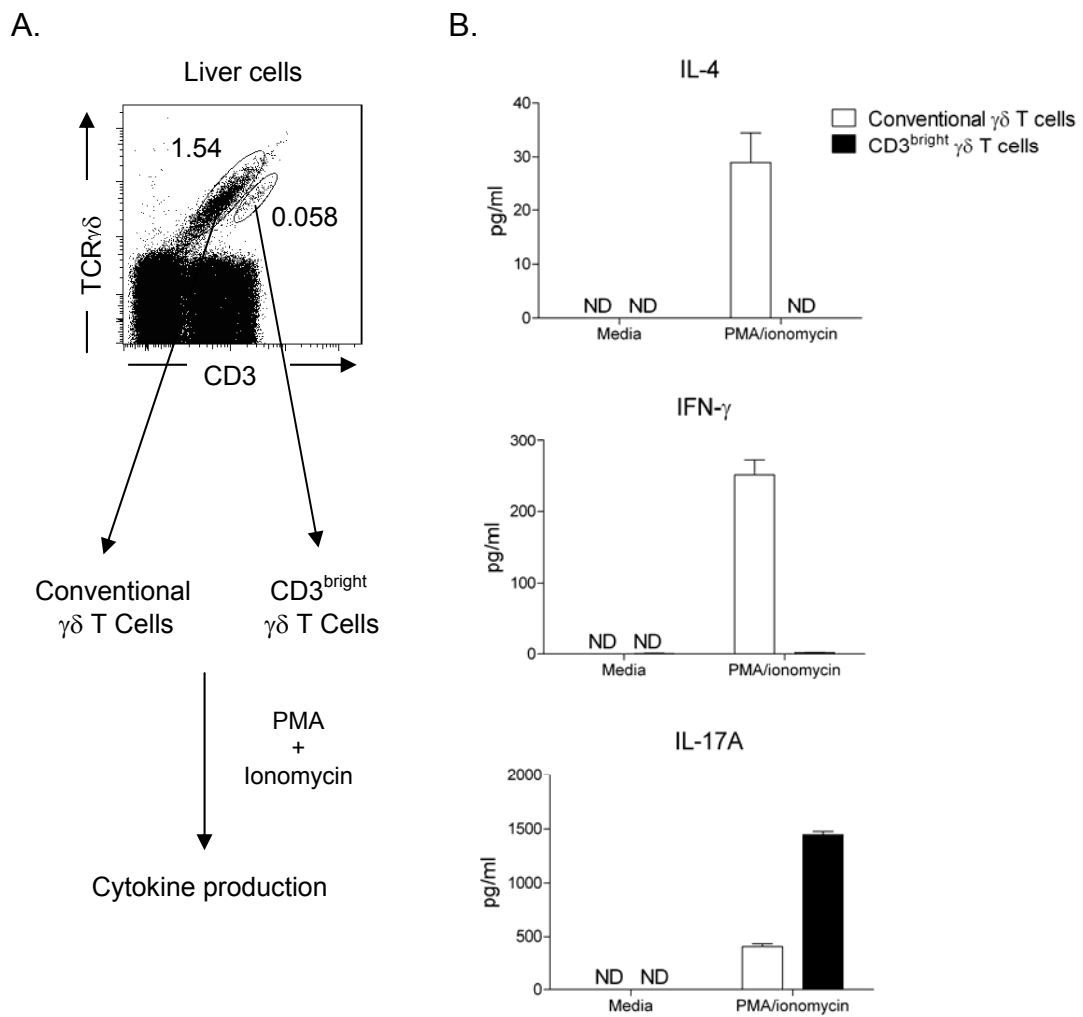 A.
Liver cells
1.54
0.058
TCRγδ
CD3
Conventional
γδ T Cells
CD3bright
γδ T Cells
PMA
+
Ionomycin
Cytokine production
B.
IL-4
40
30
20
10
0
pg/ml
ND ND
ND
Media
PMA/ionomycin
Conventional γδ T cells
CD3bright γδ T cells
IFN-γ
300
200
100
0
pg/ml
ND ND
Media
PMA/ionomycin
IL-17A
2000
1500
1000
500
0
pg/ml
ND ND
Media
PMA/ionomycin